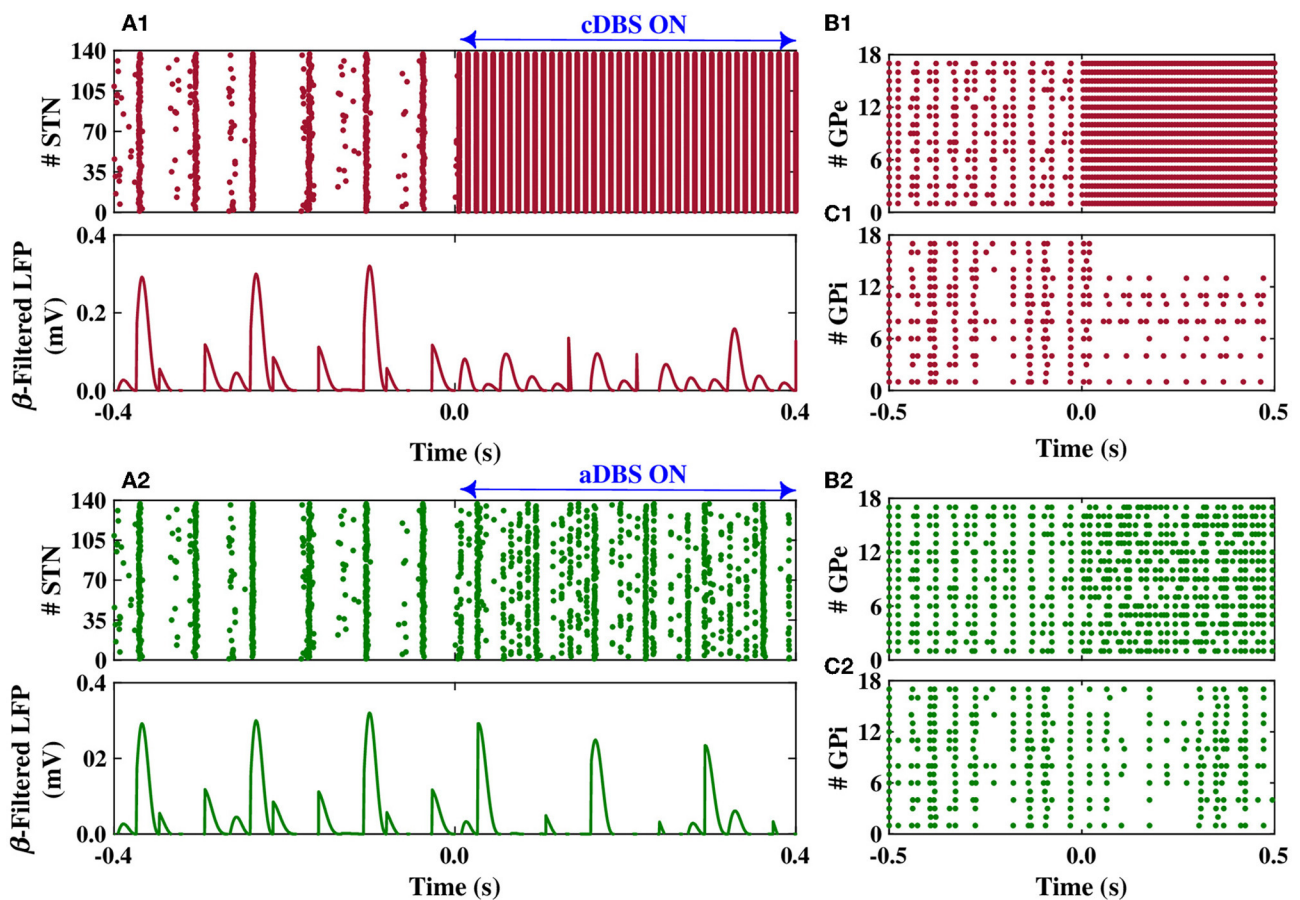 A1
cDBS ON
B1
140
105
70
35
0
# STN
18
12
6
0
# GPe
C1
0.4
0.2
0.0
β-Filtered LFP
(mV)
-0.4
0.0
0.4
Time (s)
18
12
6
0
# GPi
-0.5
0.0
0.5
Time (s)
A2
aDBS ON
B2
140
105
70
35
0
# STN
18
12
6
0
# GPe
C2
0.4
02
0.0
β-Filtered LFP
(mV)
-0.4
0.0
0.4
Time (s)
18
12
6
0
# GPi
-0.5
0.0
0.5
Time (s)